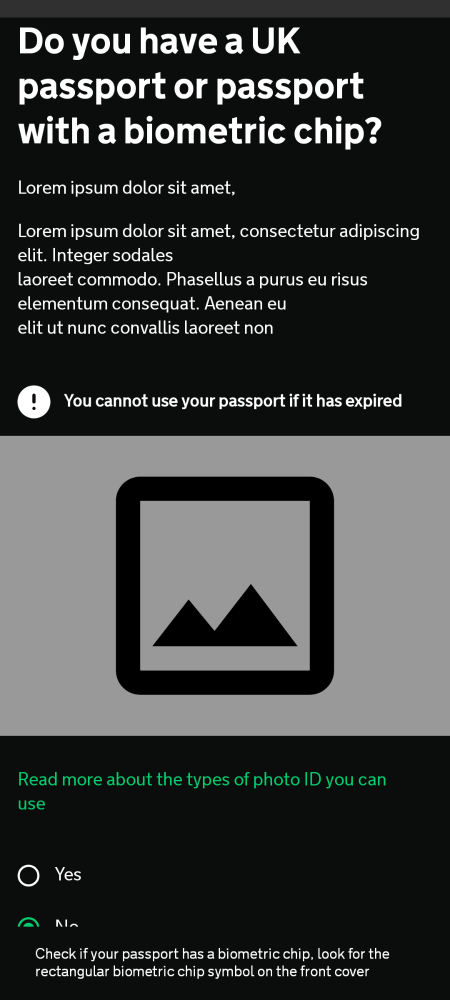 Do you have a UK
passport or passport
with a biometric chip?
Lorem ipsum dolor sit amet,
Lorem ipsum dolor sit amet, consectetur adipiscing
elit. Integer sodales
laoreet commodo. Phasellus a purus eu risus
elementum consequat. Aenean eu
elit ut nunc convallis laoreet non
You cannot use your passport if it has expired
Read more about the types of photo ID you can
use
Yes
No
Check if your passport has a biometric chip, look for the
rectangular biometric chip symbol on the front cover